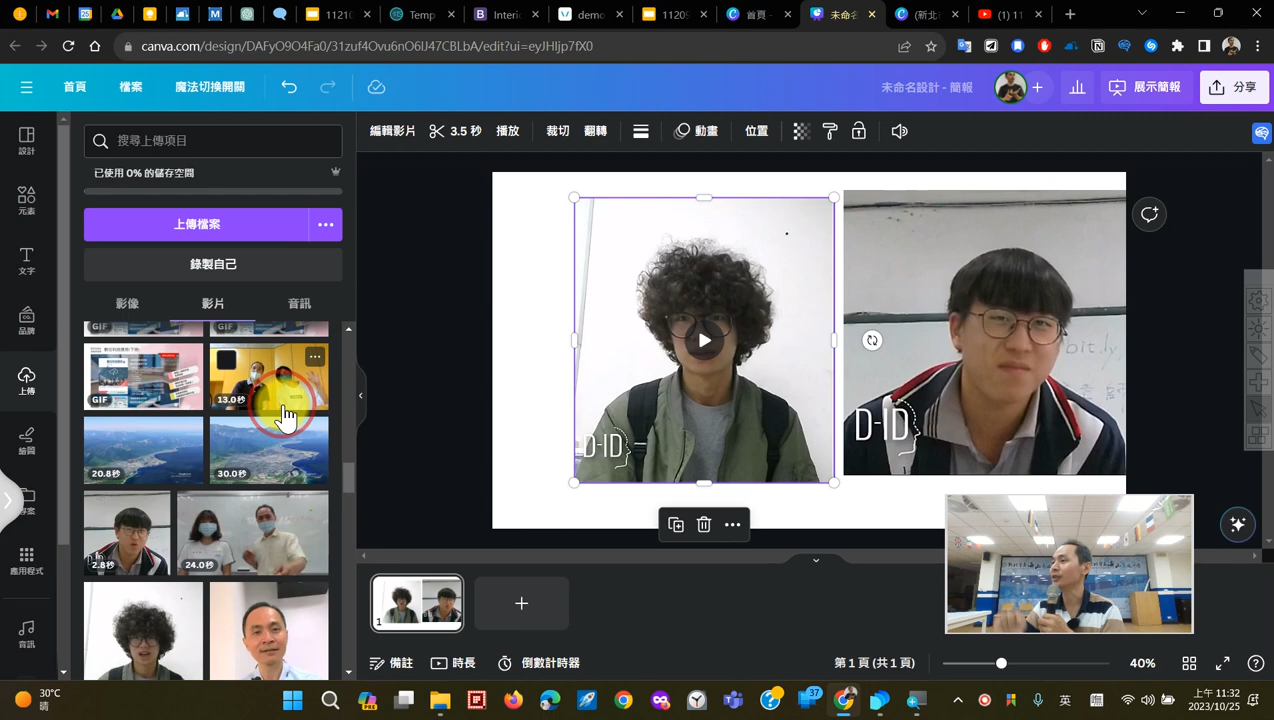 11210
Temp
Interi
demo
11209
首頁 -
未命名
(新北
(1) 11
canva.com/design/DAFyO9O4Fa0/31zuf4Ovu6nO6IJ47CBLbA/edit?ui=eyJHIjp7fX0
首頁
檔案
魔法切換開關
未命名設計 - 簡報
展示簡報
分享
設計
元素
文字
品牌
上傳
繪圖
專案
應用程式
音訊
搜尋上傳項目
已使用 0% 的儲存空間
上傳檔案
錄製自己
影像
影片
音訊
GIF
GIF
GIF
13.0秒
20.8秒
30.0秒
2.8秒
24.0秒
編輯影片
3.5 秒
播放
裁切
翻轉
動畫
位置
D-ID
D-ID
bit.ly
1
備註
時長
倒數計時器
第 1 頁 (共 1 頁)
40%
30°C
晴
PRE
37
英
上午 11:32
2023/10/25